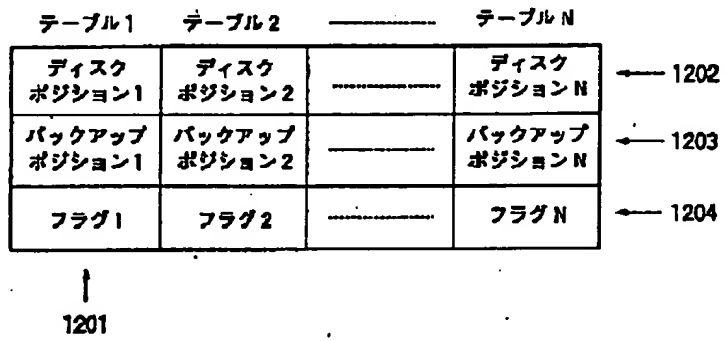 テーブル1 テーブル2 テーブルN
ディスク ディスク ディスク
ポジション1 ポジション2 ポジションN 1202
バックアップ バックアップ バックアップ 1203
ポジション1 ポジション2 ポジションN
フラグ1 フラグ2 フラグN 1204
1201